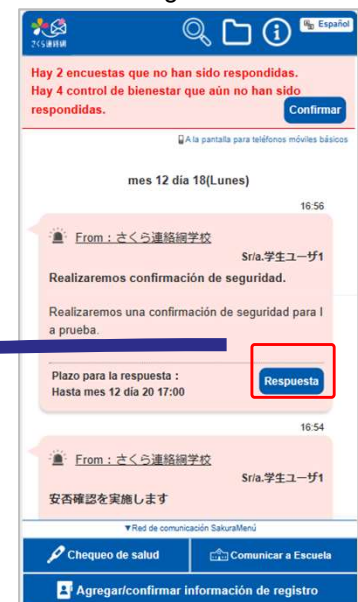 さくら連絡網
Español
Hay 2 encuestas que no han sido respondidas.
Hay 4 control de bienestar que aún no han sido
respondidas.
Confirmar
A la pantalla para teléfonos móviles básicos
mes 12 día 18(Lunes)
16:56
From：さくら連絡網学校
Sr/a.学生ユーザ1
Realizaremos confirmación de seguridad.
Realizaremos una confirmación de seguridad para l
a prueba.
Plazo para la respuesta：
Hasta mes 12 día 20 17:00
Respuesta
16:54
From：さくら連絡網学校
Sr/a.学生ユーザ1
安否確認を実施します
▼Red de comunicación SakuraMenú
Chequeo de salud
Comunicar a Escuela
Agregar/confirmar información de registro